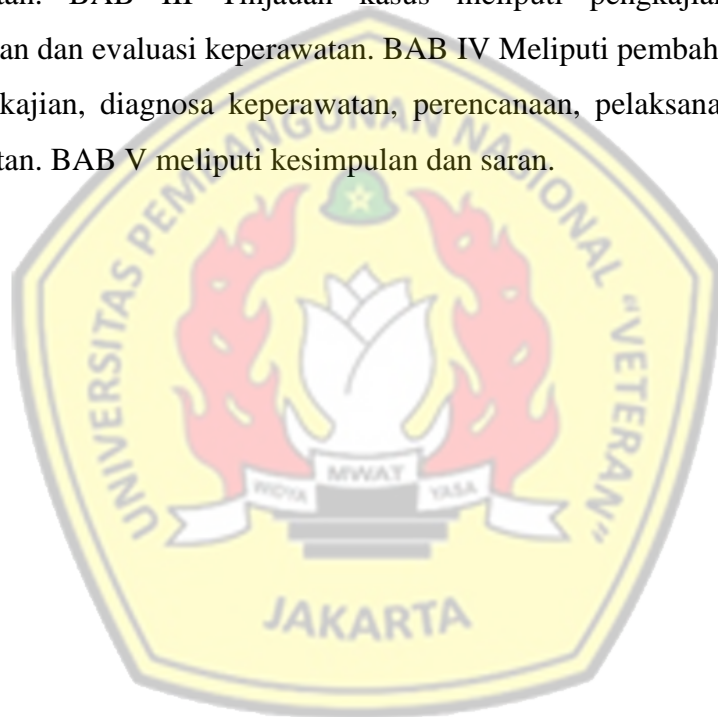 tan. BAB III Tinjauan kasus meliputi pengkajian
an dan evaluasi keperawatan. BAB IV Meliputi pembah
kajian, diagnosa keperawatan, perencanaan, pelaksana
tan. BAB V meliputi kesimpulan dan saran.
UNIVERSITAS PEMBANGUNAN NASIONAL "VETERAN"
WIDYA MWAT YASA
JAKARTA